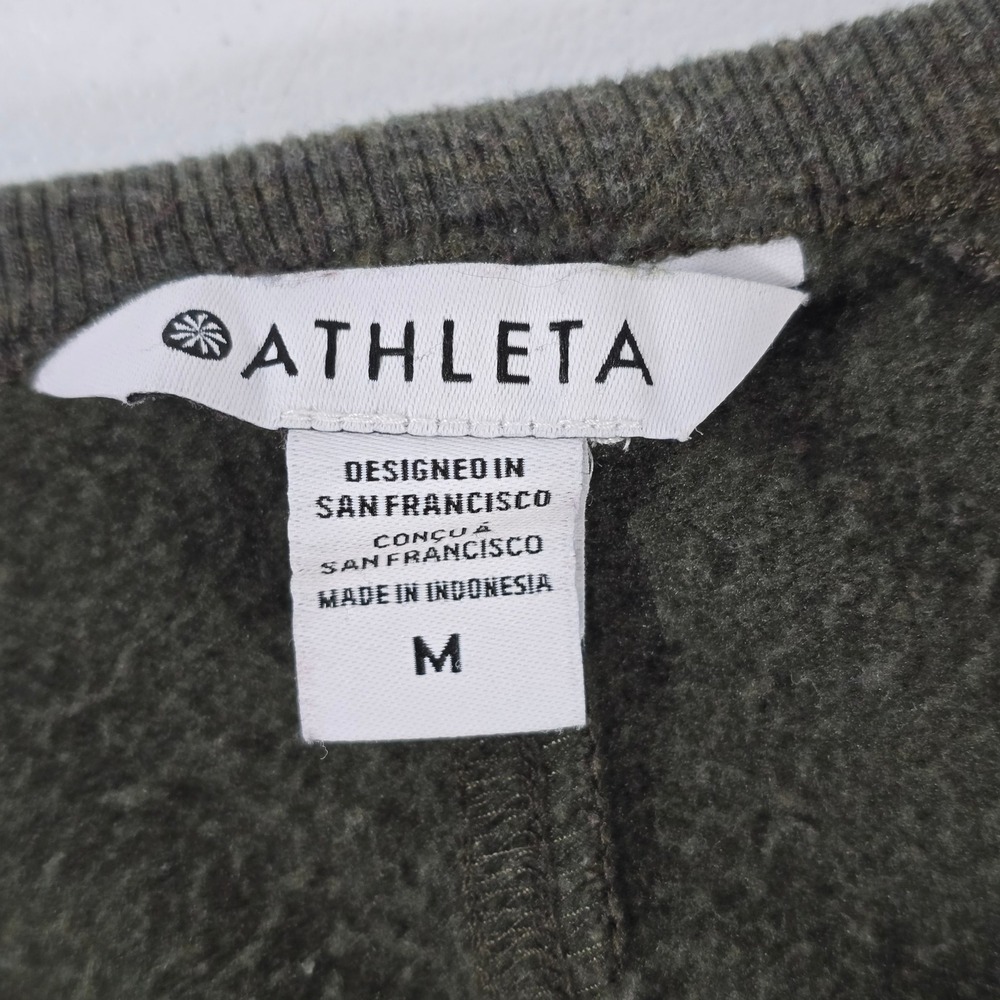 ATHLETA
DESIGNED IN
SAN FRANCISCO
CONÇU À
SAN FRANCISCO
MADE IN INDONESIA
M